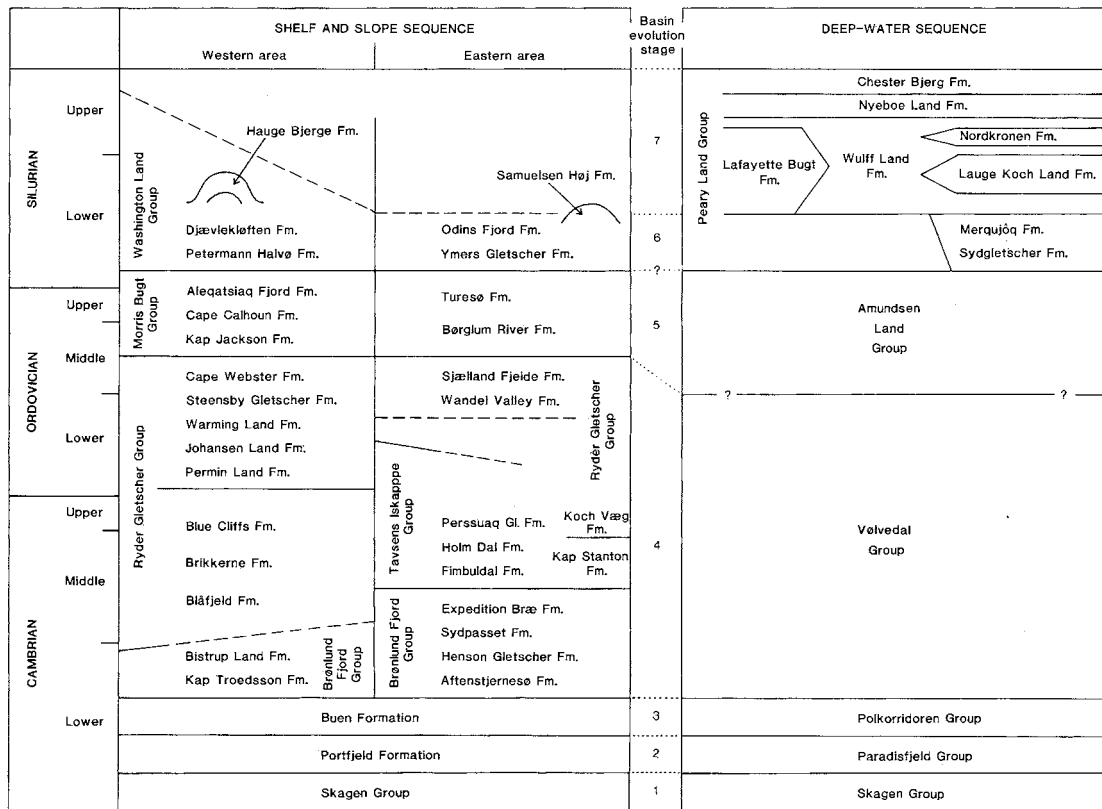 SHELF AND SLOPE SEQUENCE
Western area
Eastern area
Basin
evolution
stage
DEEP-WATER SEQUENCE
SILURIAN
Upper
Lower
Washington Land
Group
Hauge Bjerge Fm.
Djævlekløften Fm.
Petermann Halvø Fm.
Samuelsen Høj Fm.
Odins Fjord Fm.
Ymers Gletscher Fm.
7
6
?
Peary Land Group
Chester Bjerg Fm.
Nyeboe Land Fm.
Lafayette Bugt
Fm.
Wulff Land
Fm.
Nordkronen Fm.
Lauge Koch Land Fm.
Merqujôq Fm.
Sydgletscher Fm.
ORDOVICIAN
Upper
Middle
Lower
Morris Bugt
Group
Aleqatsiaq Fjord Fm.
Cape Calhoun Fm.
Kap Jackson Fm.
Turesø Fm.
Børglum River Fm.
5
Amundsen
Land
Group
? ?
Ryder Gletscher Group
Cape Webster Fm.
Steensby Gletscher Fm.
Warming Land Fm.
Johansen Land Fm.
Permin Land Fm.
Sjælland Fjelde Fm.
Wandel Valley Fm.
Ryder Gletscher
Group
CAMBRIAN
Upper
Middle
Lower
Blue Cliffs Fm.
Brikkerne Fm.
Blåfjeld Fm.
Tavsens Iskapppe
Group
Perssuaq Gl. Fm.
Holm Dal Fm.
Fimbuldal Fm.
Koch Væg
Fm.
Kap Stanton
Fm.
4
Vølvedal
Group
Bistrup Land Fm.
Kap Troedsson Fm.
Brønlund
Fjord
Group
Brønlund Fjord
Group
Expedition Bræ Fm.
Sydpasset Fm.
Henson Gletscher Fm.
Aftenstjernesø Fm.
Buen Formation
3
Polkorridoren Group
Portfjeld Formation
2
Paradisfjeld Group
Skagen Group
1
Skagen Group